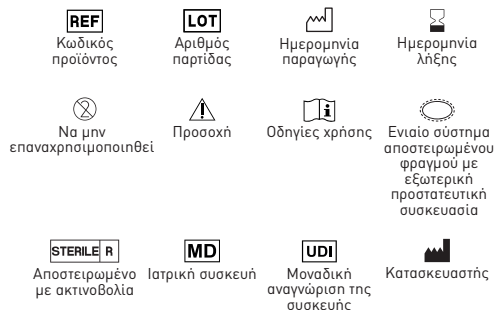 REF
Κωδικός
προϊόντος
LOT
Αριθμός
παρτίδας
Ημερομηνία
παραγωγής
Ημερομηνία
λήξης
2
Να μην
επαναχρησιμοποιηθεί
Προσοχή
i
Οδηγίες χρήσης
Ενιαίο σύστημα
αποστειρωμένου
φραγμού με
εξωτερική
προστατευτική
συσκευασία
STERILE R
Αποστειρωμένο
με ακτινοβολία
MD
Ιατρική συσκευή
UDI
Μοναδική
αναγνώριση της
συσκευής
Κατασκευαστής